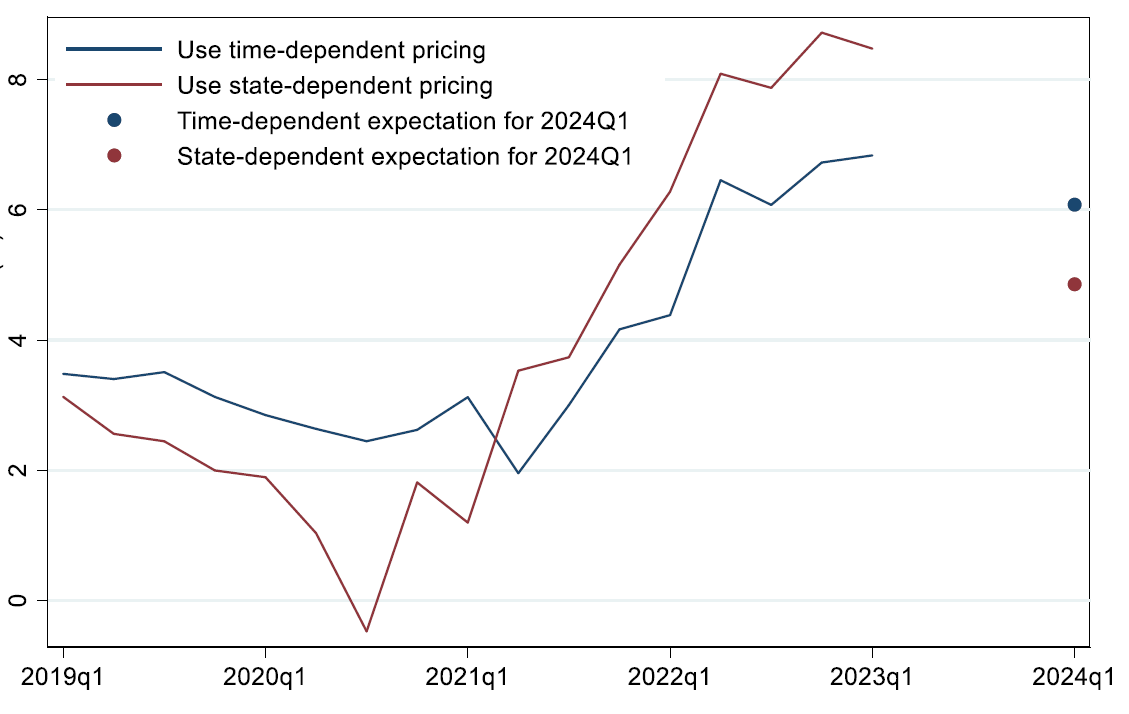 Use time-dependent pricing
Use state-dependent pricing
Time-dependent expectation for 2024Q1
State-dependent expectation for 2024Q1
8
6
4
2
0
2019q1 2020q1 2021q1 2022q1 2023q1 2024q1